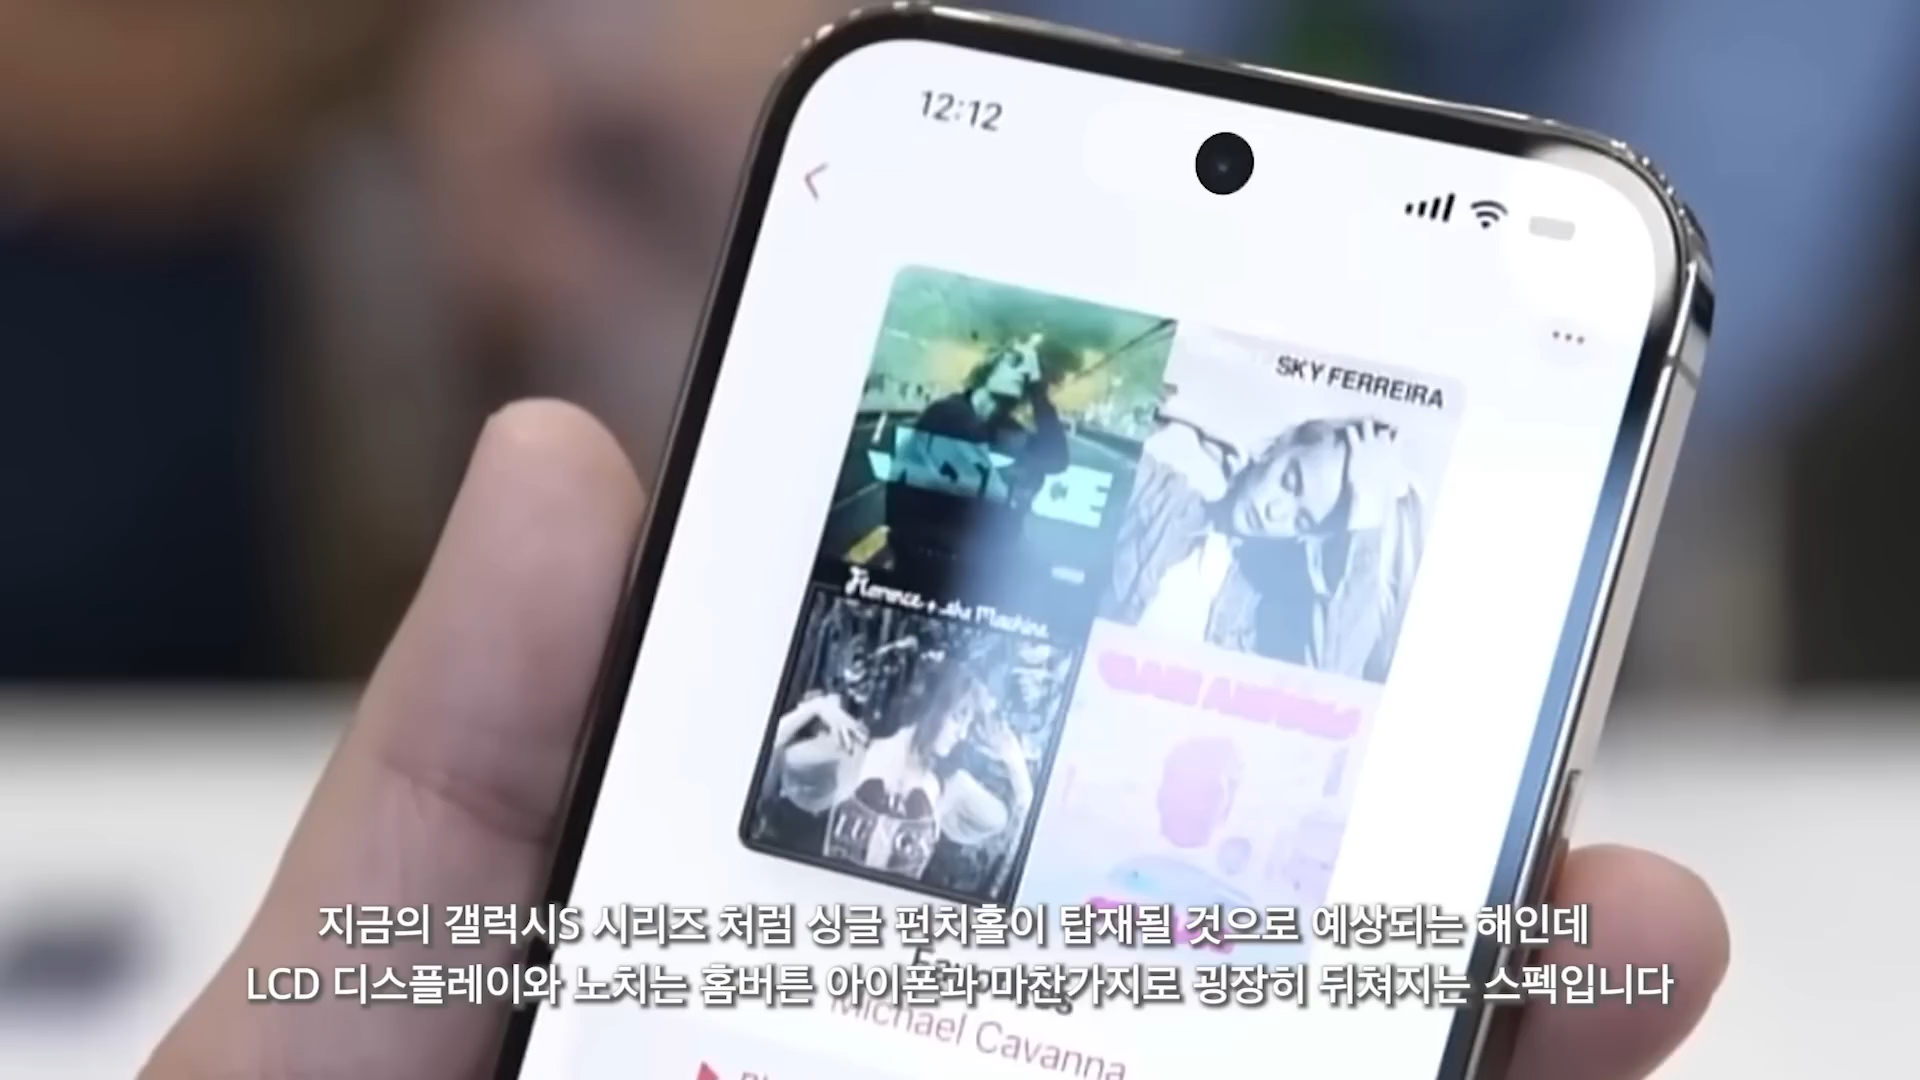 12:12
SKY FERREIRA
Florence + the Machine
LUNGS
지금의 갤럭시S 시리즈 처럼 싱글 펀치홀이 탑재될 것으로 예상되는 해인데
LCD 디스플레이와 노치는 홈버튼 아이폰과 마찬가지로 굉장히 뒤쳐지는 스펙입니다
Michael Cavanna